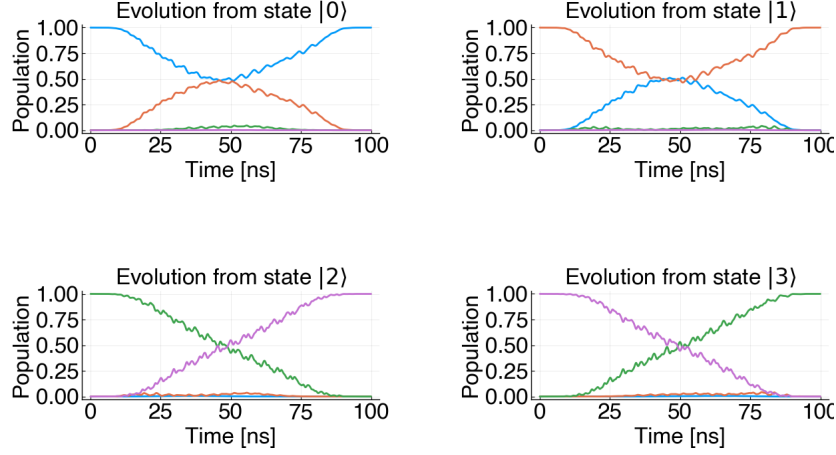 Evolution from state |0⟩
Population
1.00
0.75
0.50
0.25
0.00
0 25 50 75 100
Time [ns]
Evolution from state |1⟩
Population
1.00
0.75
0.50
0.25
0.00
0 25 50 75 100
Time [ns]
Evolution from state |2⟩
Population
1.00
0.75
0.50
0.25
0.00
0 25 50 75 100
Time [ns]
Evolution from state |3⟩
Population
1.00
0.75
0.50
0.25
0.00
0 25 50 75 100
Time [ns]